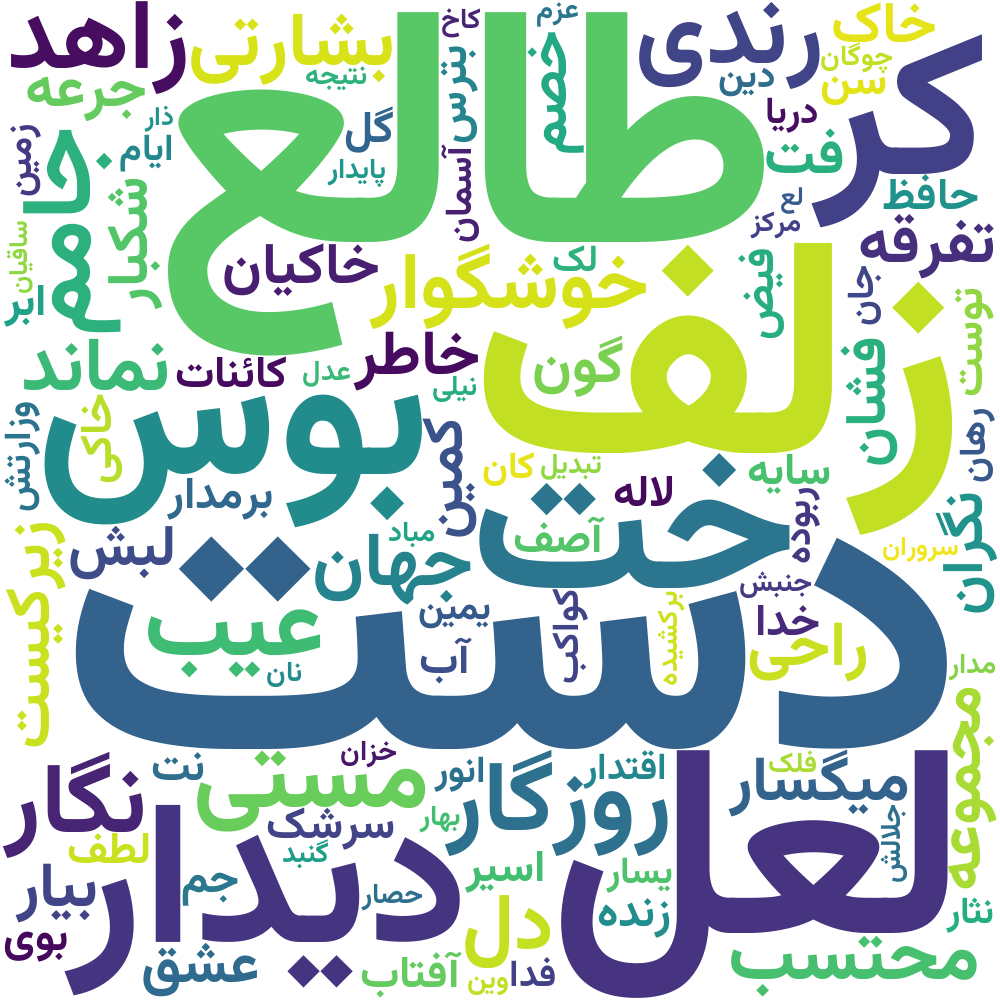 زاهد
بشارتی
کاخ
عزم
رندی
خاک
چوگان
جرعه
نتیجه
بترس
خصم
دین
سن
کر
طالع
ذار
گل
دریا
ایام
پایدار
فت
زمین
جامم
شکبار
آسمان
لع
حافظ
مرکز
تفرقه
ساقیان
ابر
خاکیان
خوشگوار
لک
فیض
جان
توست
زلف
نماند
کائنات
عدل
خاطر
نیلی
گون
فشان
وزارتش
خاکی
بوس
کمین
کان
تبدیل
سایه
رهان
برمدار
لاله
ربوده
نگران
لبش
جهان
مباد
آصف
خت
سروران
زیرکیست
جنبش
دست
عیب
یمین
کواکب
برکشیده
خدا
نان
آب
راحی
مدار
مجموعه
خزان
نگار
نت
مستی
انور
روزگار
اقتدار
فلک
میگسار
بهار
سرشک
جلالش
لطف
گنبد
دیدار
لعل
بیار
جم
حصار
اسیر
یسار
زنده
نثار
بوی
عشق
آفتاب
دل
وین
فدا
محتسب